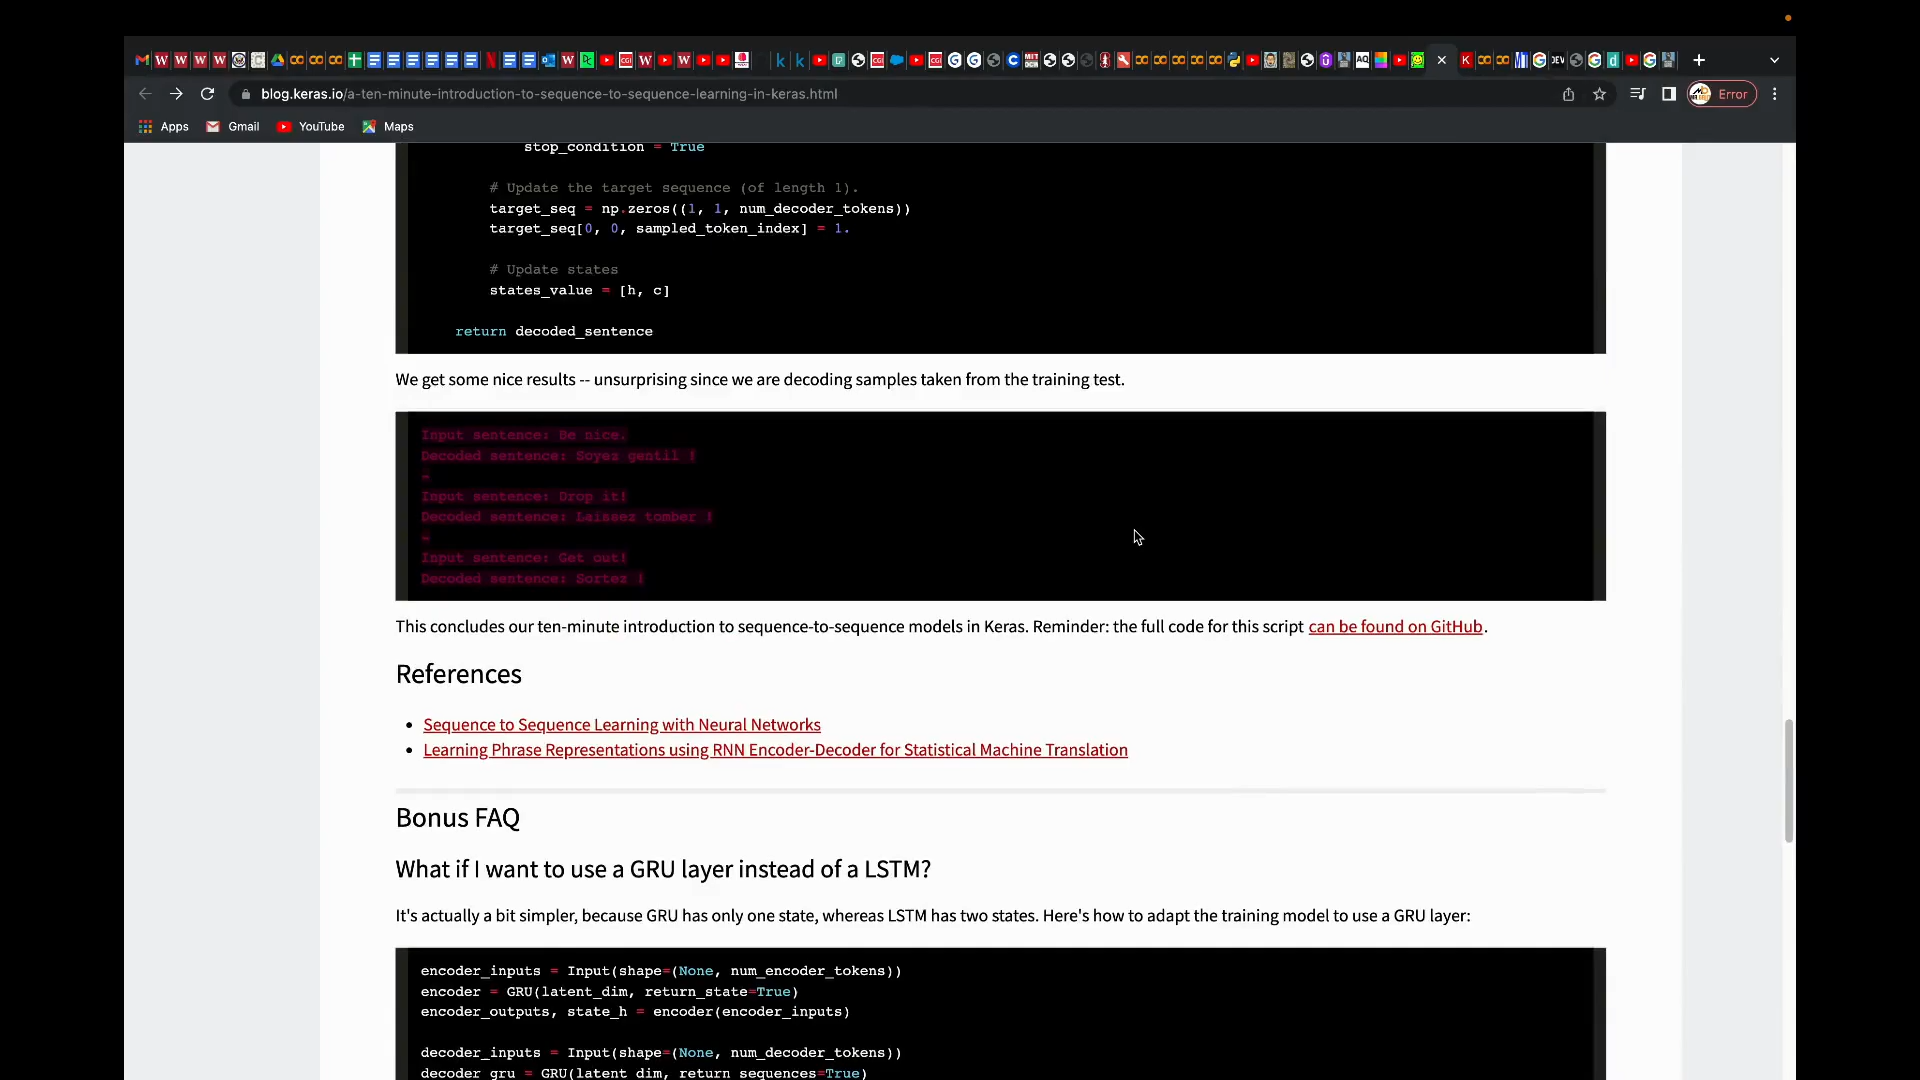 blog.keras.io/a-ten-minute-introduction-to-sequence-to-sequence-learning-in-keras.html
Error
Apps
Gmail
YouTube
Maps
stop_condition = True
# Update the target sequence (of length 1).
target_seq = np.zeros((1, 1, num_decoder_tokens))
target_seq[0, 0, sampled_token_index] = 1.
# Update states
states_value = [h, c]
return decoded_sentence
We get some nice results -- unsurprising since we are decoding samples taken from the training test.
Input sentence: Be nice.
Decoded sentence: Soyez gentil !
-
Input sentence: Drop it!
Decoded sentence: Laissez tomber !
-
Input sentence: Get out!
Decoded sentence: Sortez !
This concludes our ten-minute introduction to sequence-to-sequence models in Keras. Reminder: the full code for this script can be found on GitHub.
References
• Sequence to Sequence Learning with Neural Networks
• Learning Phrase Representations using RNN Encoder-Decoder for Statistical Machine Translation
Bonus FAQ
What if I want to use a GRU layer instead of a LSTM?
It's actually a bit simpler, because GRU has only one state, whereas LSTM has two states. Here's how to adapt the training model to use a GRU layer:
encoder_inputs = Input(shape=(None, num_encoder_tokens))
encoder = GRU(latent_dim, return_state=True)
encoder_outputs, state_h = encoder(encoder_inputs)
decoder_inputs = Input(shape=(None, num_decoder_tokens))
decoder_gru = GRU(latent_dim, return_sequences=True)